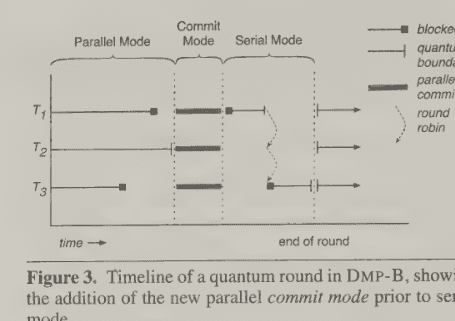 Commit
Parallel Mode Mode Serial Mode
quantu
bounda
paralle
commi
round
robin
T1
T2
T3
time → end of round
Figure 3. Timeline of a quantum round in DMP-B, showi
the addition of the new parallel commit mode prior to ser
mode.